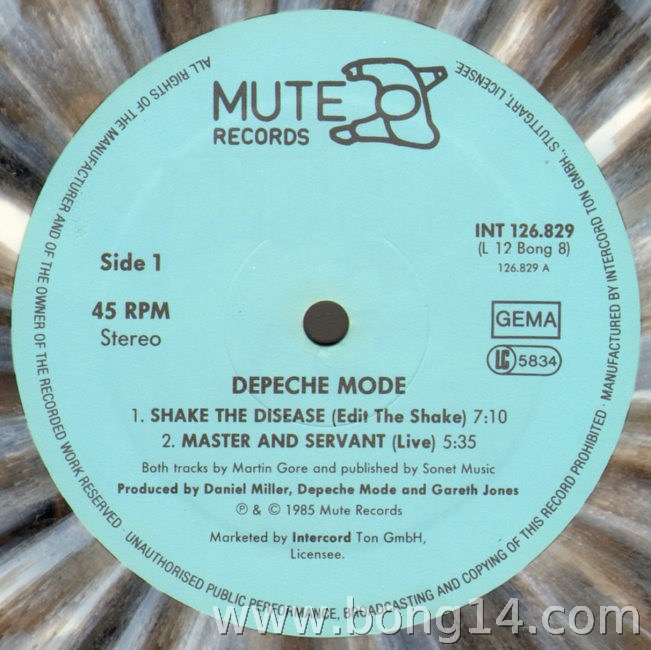 MUTE
RECORDS
INT 126.829
(L 12 Bong 8)
126.829 A
Side 1
45 RPM
Stereo
GEMA
LC 5834
DEPECHE MODE
1. SHAKE THE DISEASE (Edit The Shake) 7:10
2. MASTER AND SERVANT (Live) 5:35
Both tracks by Martin Gore and published by Sonet Music
Produced by Daniel Miller, Depeche Mode and Gareth Jones
℗ & © 1985 Mute Records
Marketed by Intercord Ton GmbH,
Licensee.
ALL RIGHTS OF THE MANUFACTURER AND OF THE OWNER OF THE RECORDED WORK RESERVED · UNAUTHORISED PUBLIC PERFORMANCE, BROADCASTING AND COPYING OF THIS RECORD PROHIBITED · MANUFACTURED BY INTERCORD TON GMBH., STUTTGART, LICENSEE.
www.bong14.com